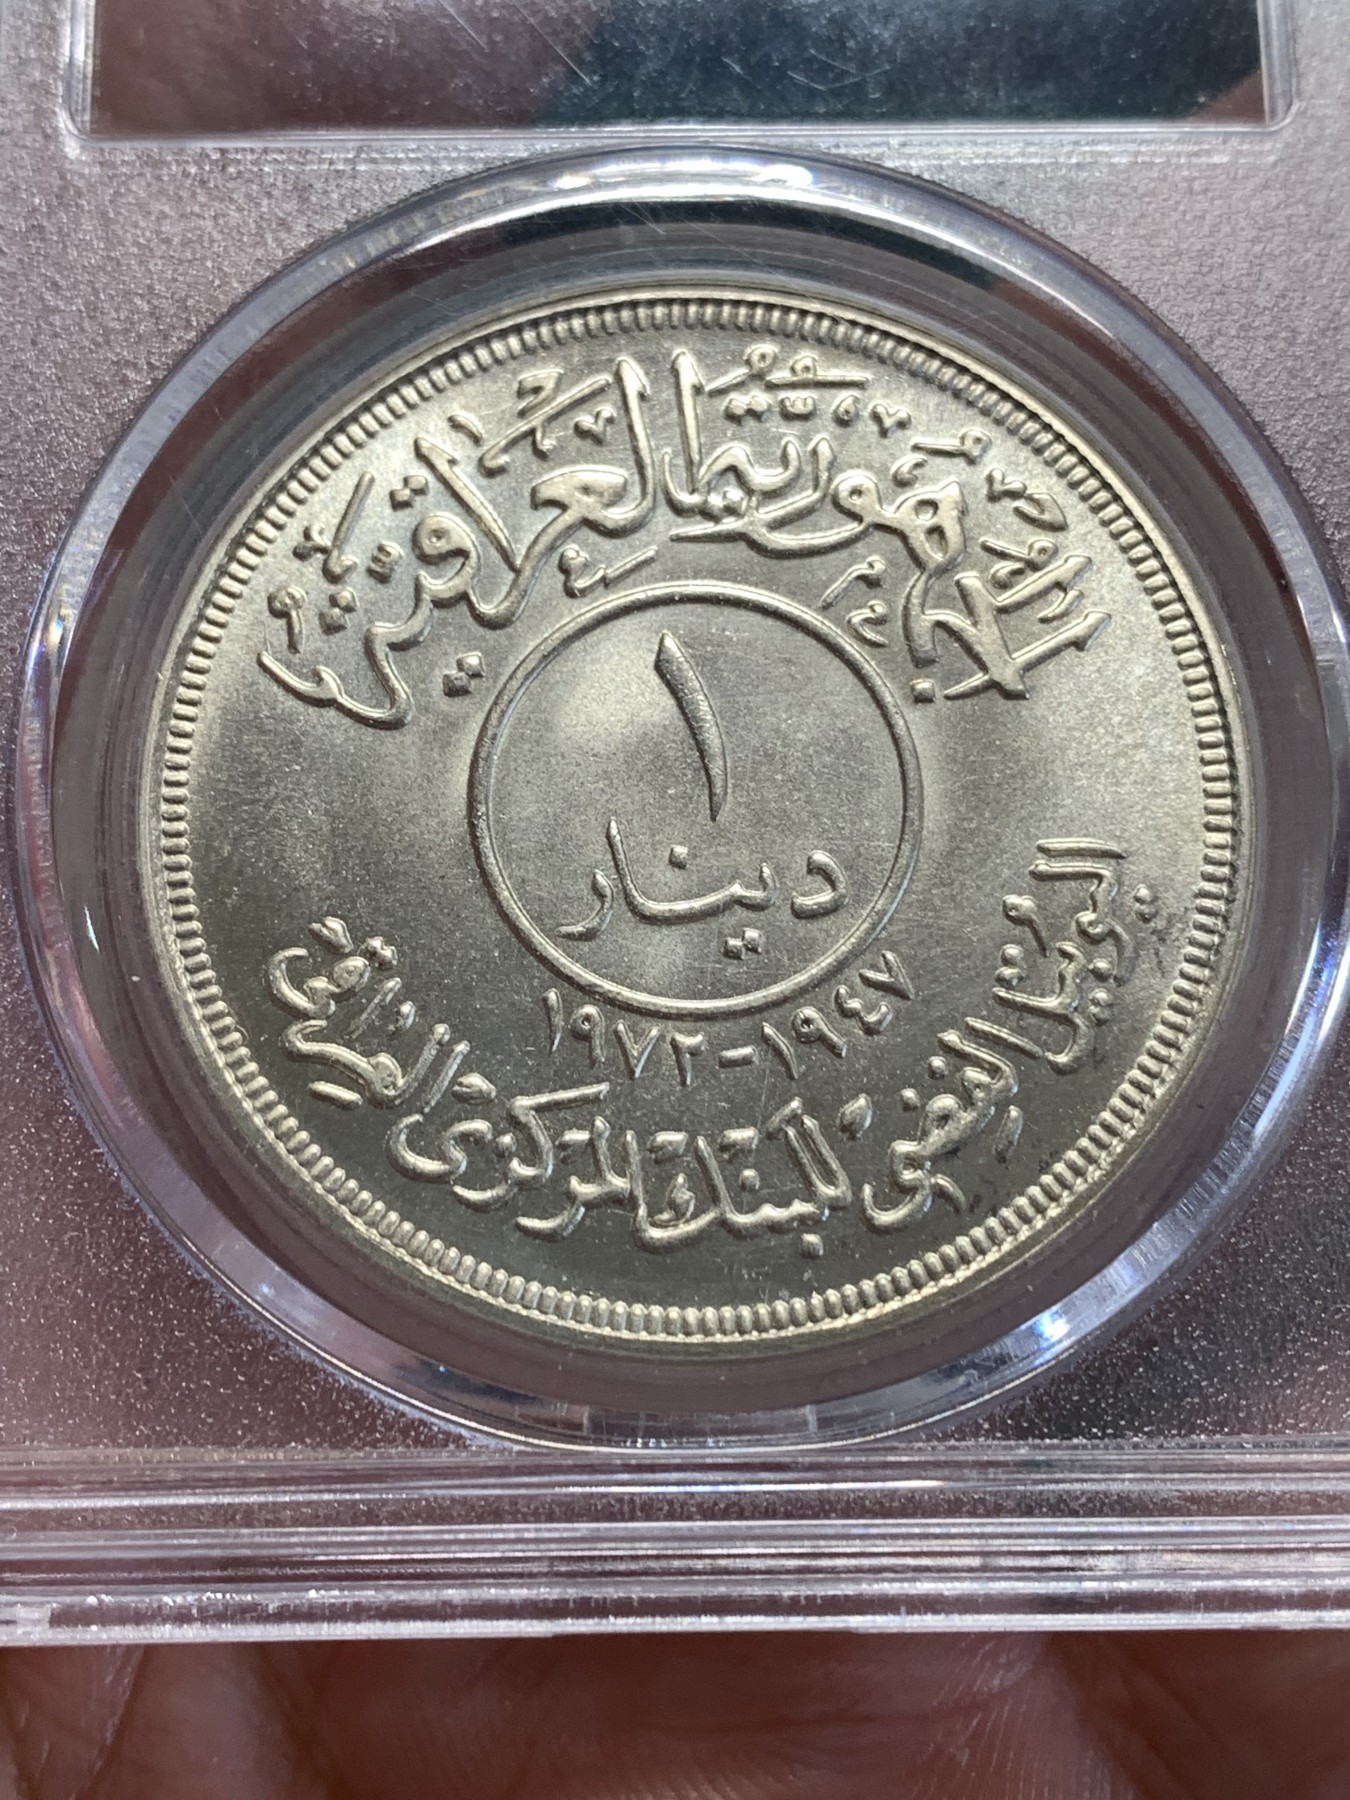 الجمهورية العراقية
١
دينار
١٩٤٧-١٩٧٢
اليوبيل الفضي للبنك المركزي العراقي